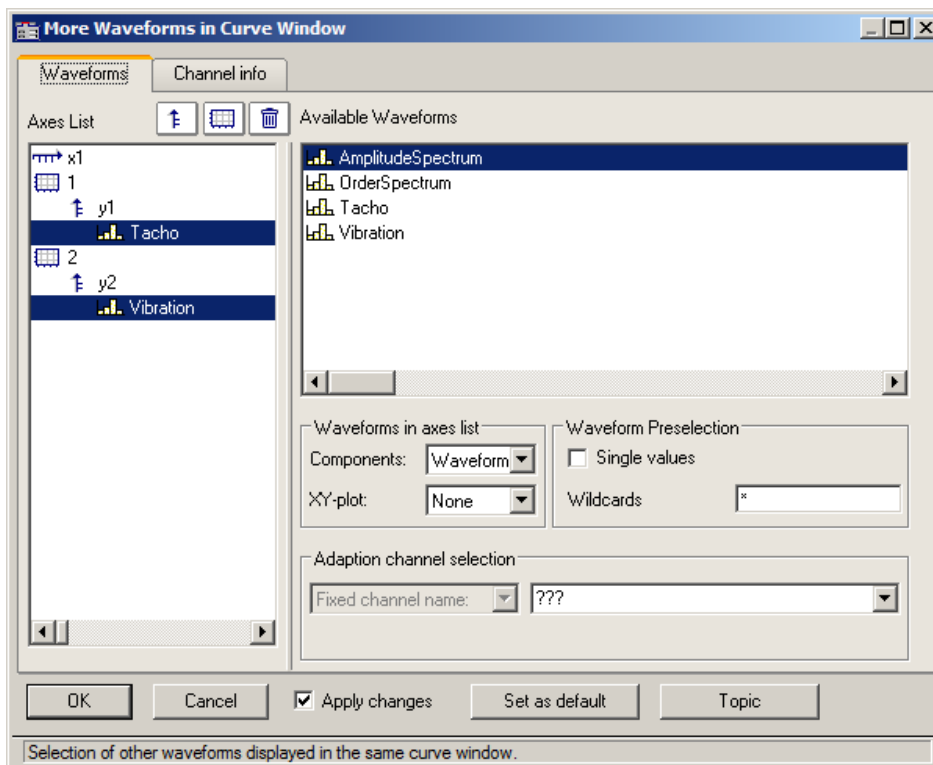 More Waveforms in Curve Window
Waveforms
Channel info
Axes List
Available Waveforms
x1
1
y1
Tacho
2
y2
Vibration
AmplitudeSpectrum
OrderSpectrum
Tacho
Vibration
Waveforms in axes list
Components: Waveform
XY-plot: None
Waveform Preselection
Single values
Wildcards *
Adaption channel selection
Fixed channel name: ???
OK
Cancel
Apply changes
Set as default
Topic
Selection of other waveforms displayed in the same curve window.